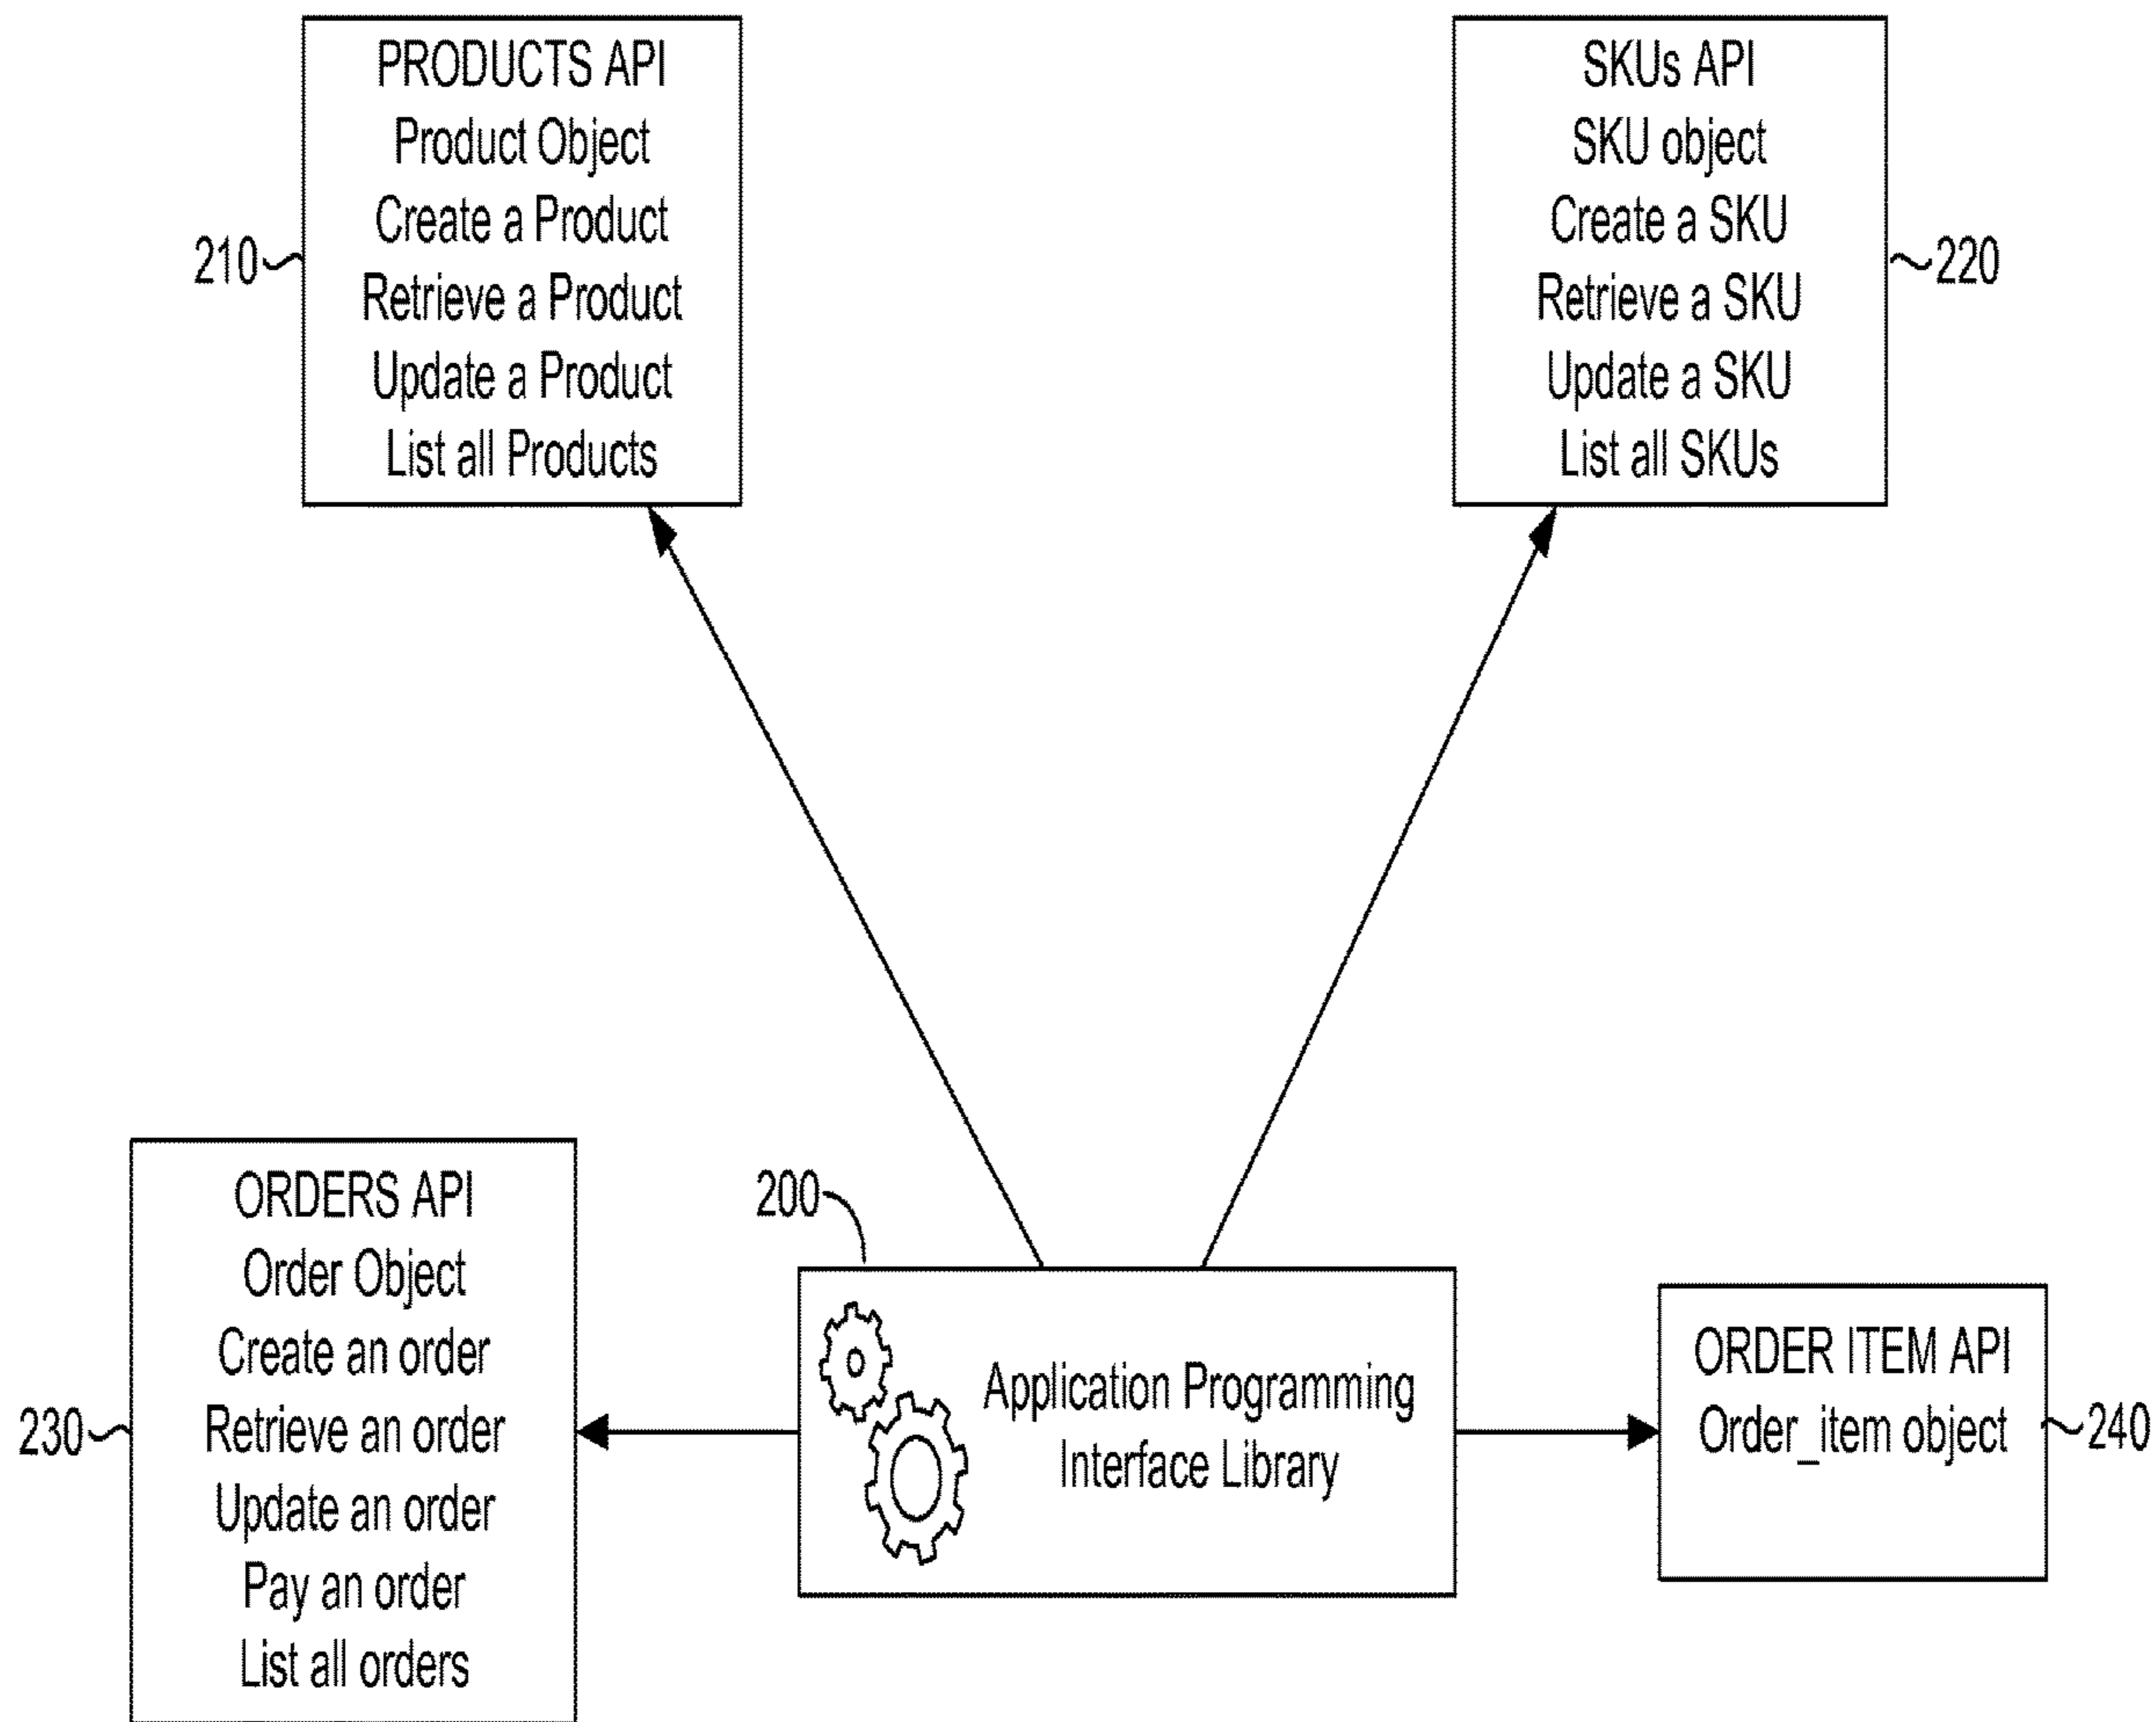 PRODUCTS API
Product Object
Create a Product
Retrieve a Product
Update a Product
List all Products
210
SKUs API
SKU object
Create a SKU
Retrieve a SKU
Update a SKU
List all SKUs
220
ORDERS API
Order Object
Create an order
Retrieve an order
Update an order
Pay an order
List all orders
230
200
Application Programming
Interface Library
ORDER ITEM API
Order_item object
240